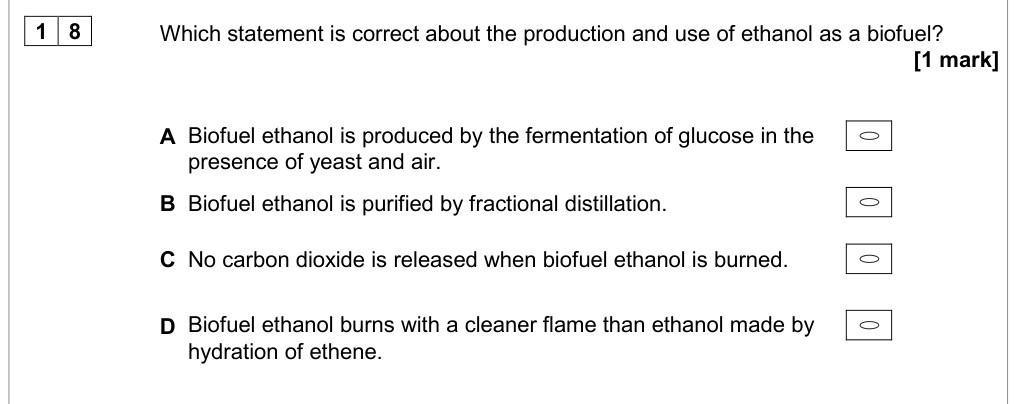 18 Which statement is correct about the production and use of ethanol as a biofuel?
[1 mark]
A Biofuel ethanol is produced by the fermentation of glucose in the
presence of yeast and air.
B Biofuel ethanol is purified by fractional distillation.
C No carbon dioxide is released when biofuel ethanol is burned.
D Biofuel ethanol burns with a cleaner flame than ethanol made by
hydration of ethene.